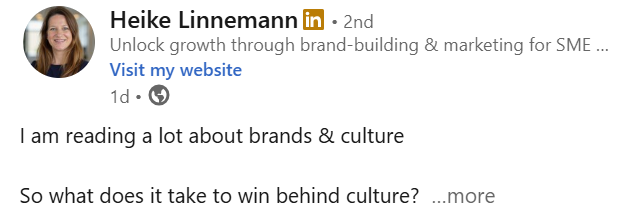 Heike Linnemann in • 2nd
Unlock growth through brand-building & marketing for SME ...
Visit my website
1d •
I am reading a lot about brands & culture
So what does it take to win behind culture? ...more